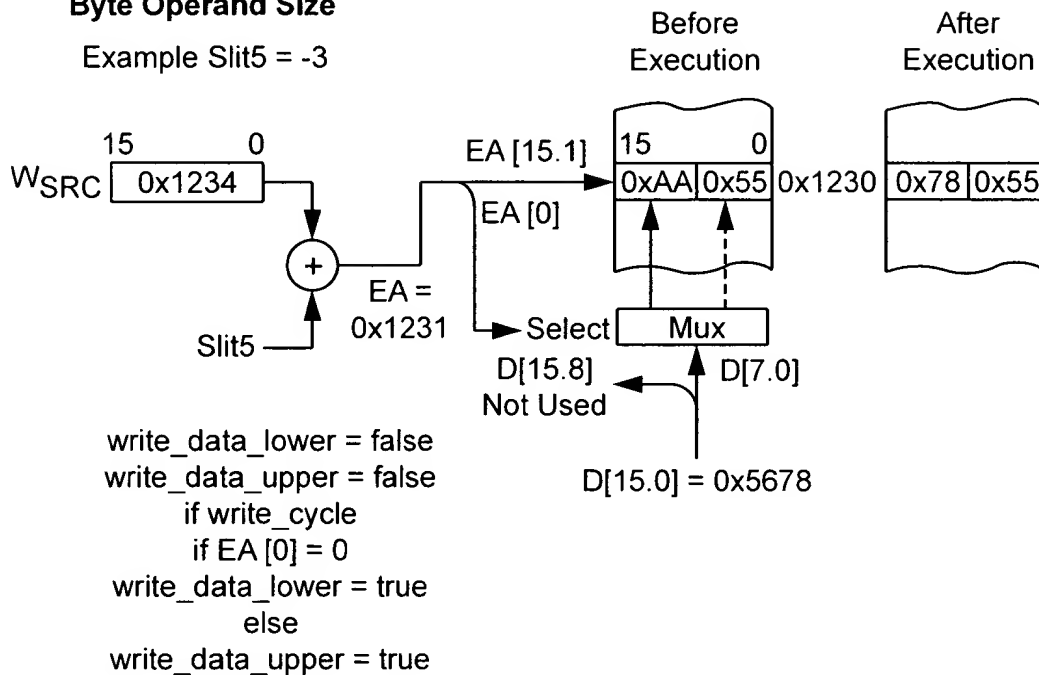 Byte Operand Size
Example Slit5 = -3
Before
Execution
After
Execution
15 0
WSRC 0x1234
EA [15.1]
EA [0]
15 0
0xAA 0x55 0x1230
0x78 0x55
+
EA =
0x1231
Slit5
Select Mux
D[15.8]
Not Used
D[7.0]
D[15.0] = 0x5678
write_data_lower = false
write_data_upper = false
if write_cycle
if EA [0] = 0
write_data_lower = true
else
write_data_upper = true